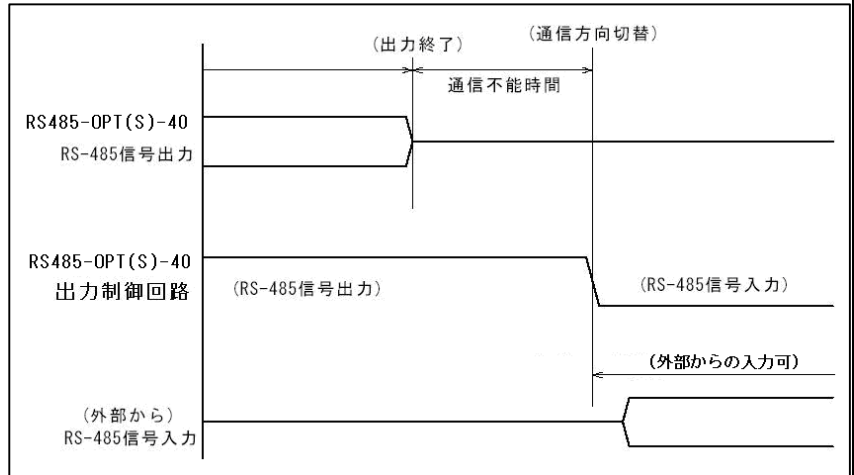 (出力終了)
(通信方向切替)
通信不能時間
RS485-OPT(S)-40
RS-485信号出力
RS485-OPT(S)-40
出力制御回路
(RS-485信号出力)
(RS-485信号入力)
(外部からの入力可)
(外部から)
RS-485信号入力